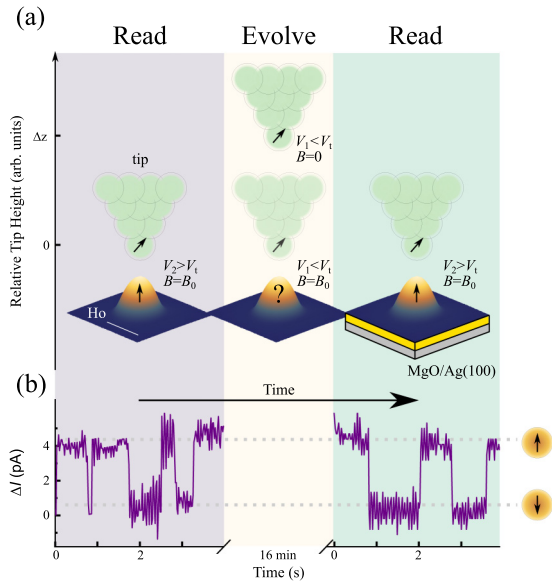 (a)
Read Evolve Read
Relative Tip Height (arb. units)
Δz
0
tip
V₁<Vₜ
B=0
V₂>Vₜ
B=B₀
V₁<Vₜ
B=B₀
V₂>Vₜ
B=B₀
?
Ho
MgO/Ag(100)
(b)
Time
ΔI (pA)
4
2
0
0 2 16 min 0 2
Time (s)